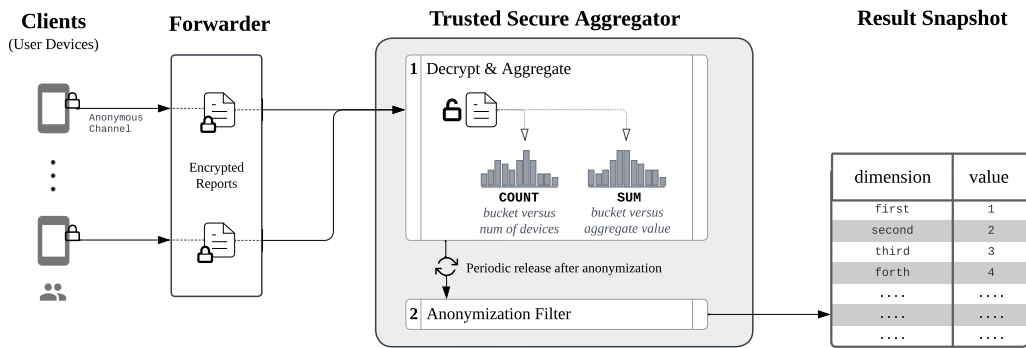 Clients
(User Devices)
Forwarder
Trusted Secure Aggregator
Result Snapshot
Anonymous
Channel
Encrypted
Reports
1 Decrypt & Aggregate
COUNT
bucket versus
num of devices
SUM
bucket versus
aggregate value
Periodic release after anonymization
2 Anonymization Filter
dimension value
first 1
second 2
third 3
forth 4
.... ....
.... ....
.... ....